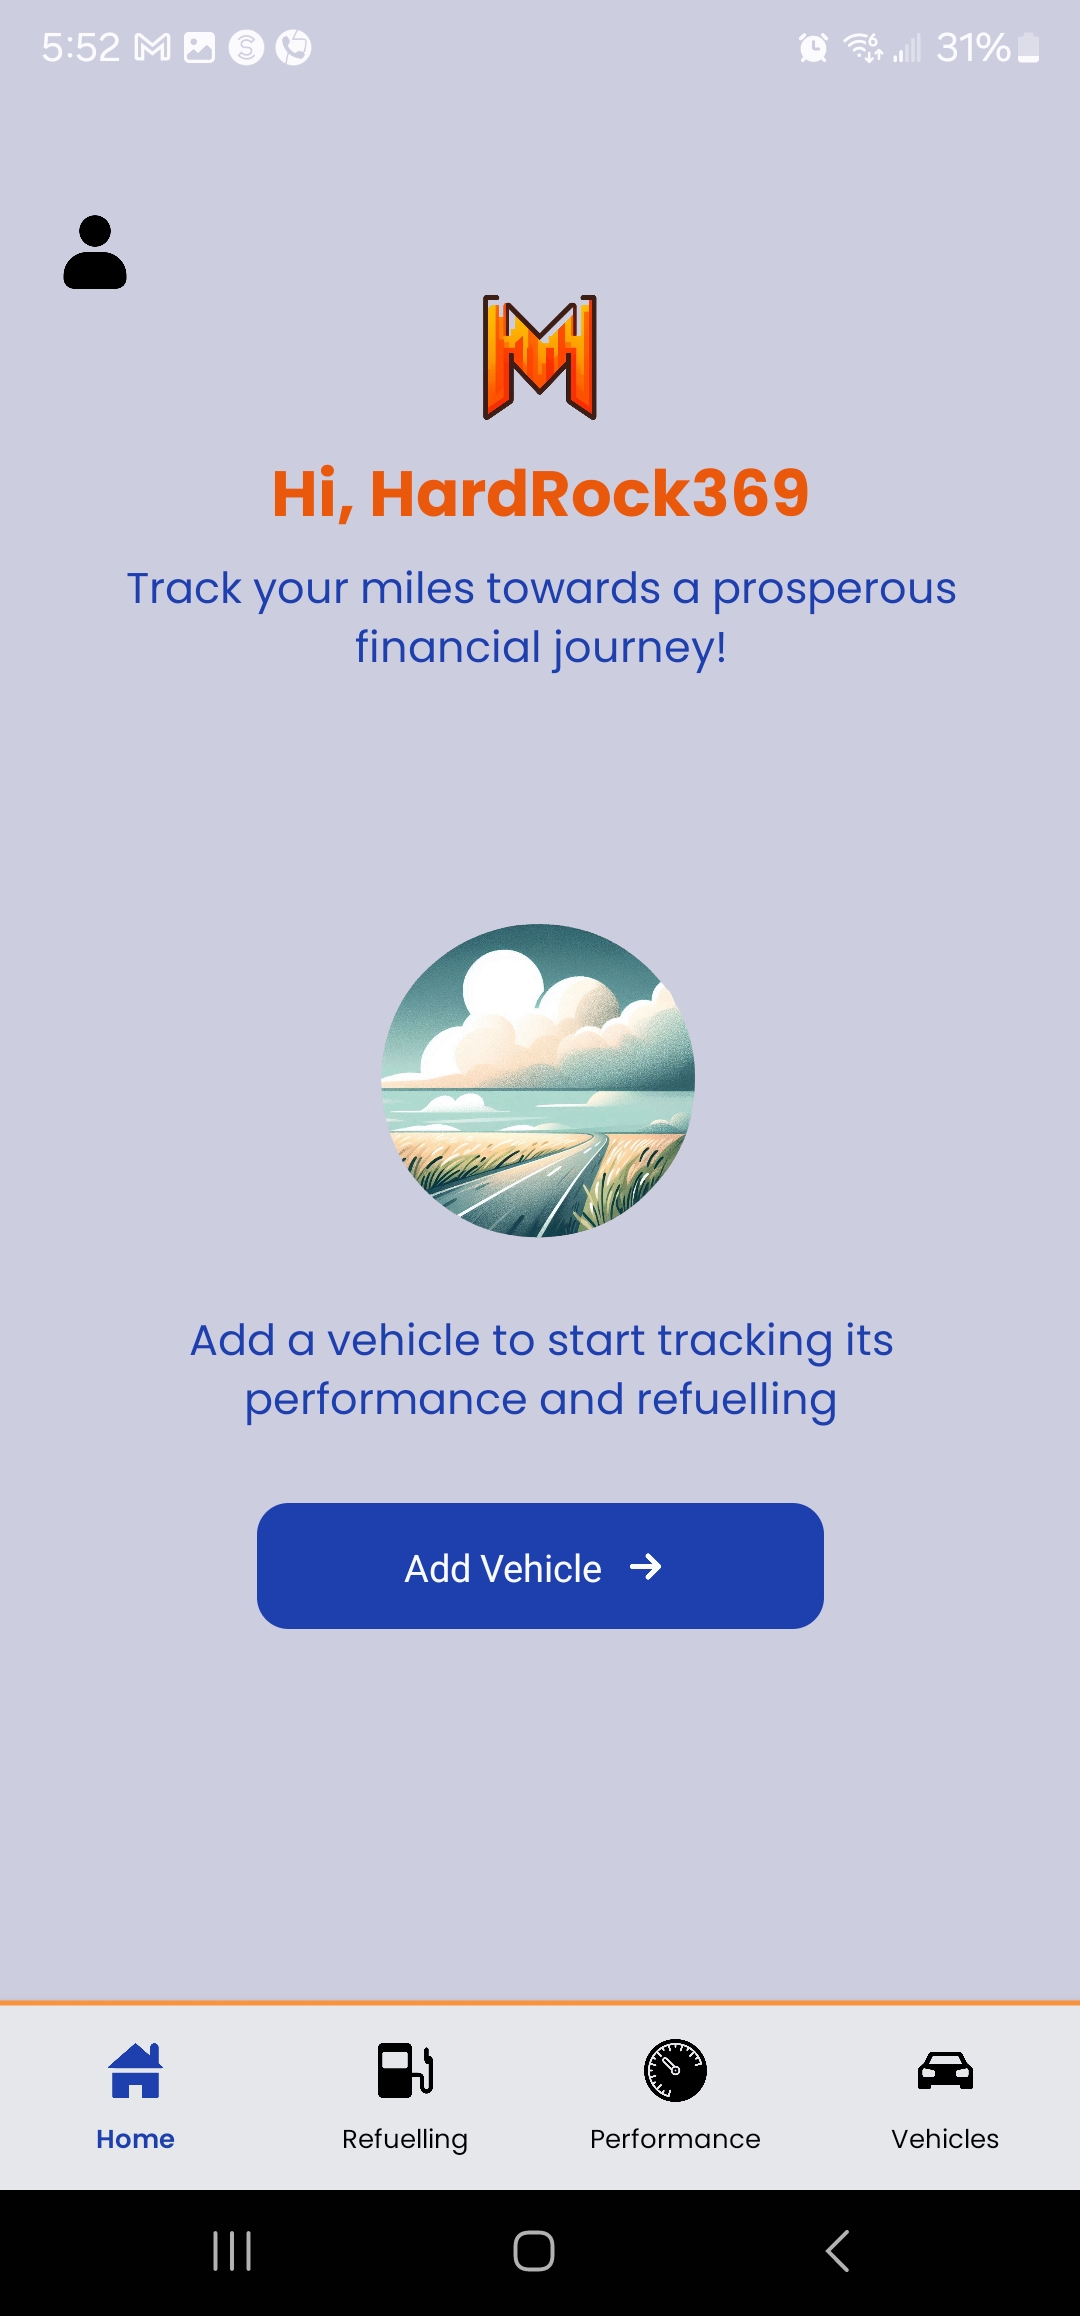 5:52 31%
M
Hi, HardRock369
Track your miles towards a prosperous
financial journey!
Add a vehicle to start tracking its
performance and refuelling
Add Vehicle →
Home Refuelling Performance Vehicles